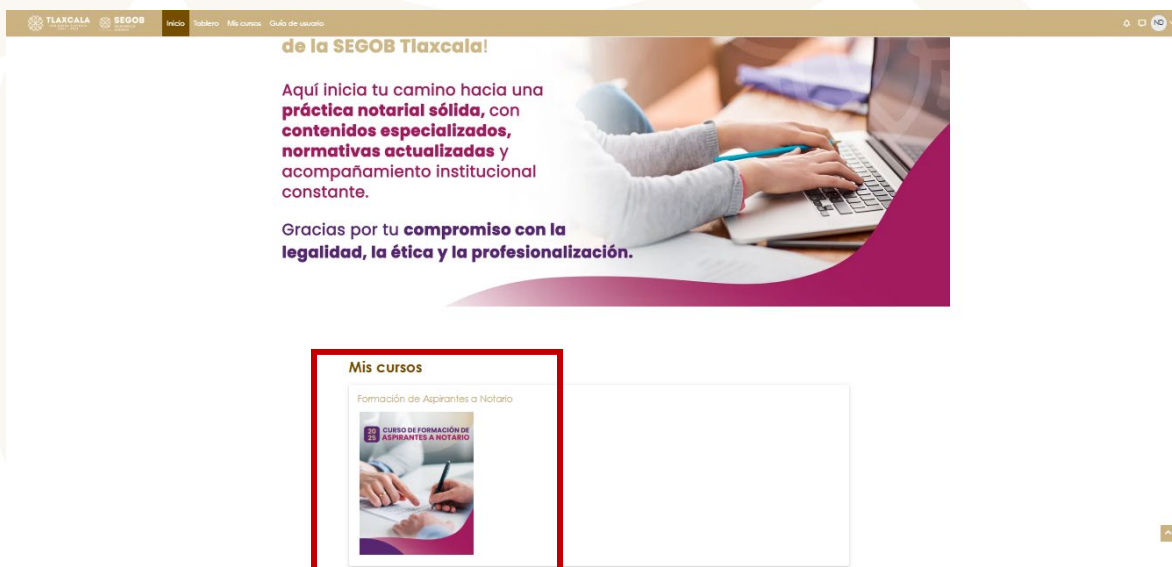 TLAXCALA
SEGOB
Inicio Tablero Mis cursos Guía de usuario
NO
de la SEGOB Tlaxcala!
Aquí inicia tu camino hacia una
práctica notarial sólida, con
contenidos especializados,
normativas actualizadas y
acompañamiento institucional
constante.
Gracias por tu compromiso con la
legalidad, la ética y la profesionalización.
Mis cursos
Formación de Aspirantes a Notario
20 CURSO DE FORMACIÓN DE
25 ASPIRANTES A NOTARIO